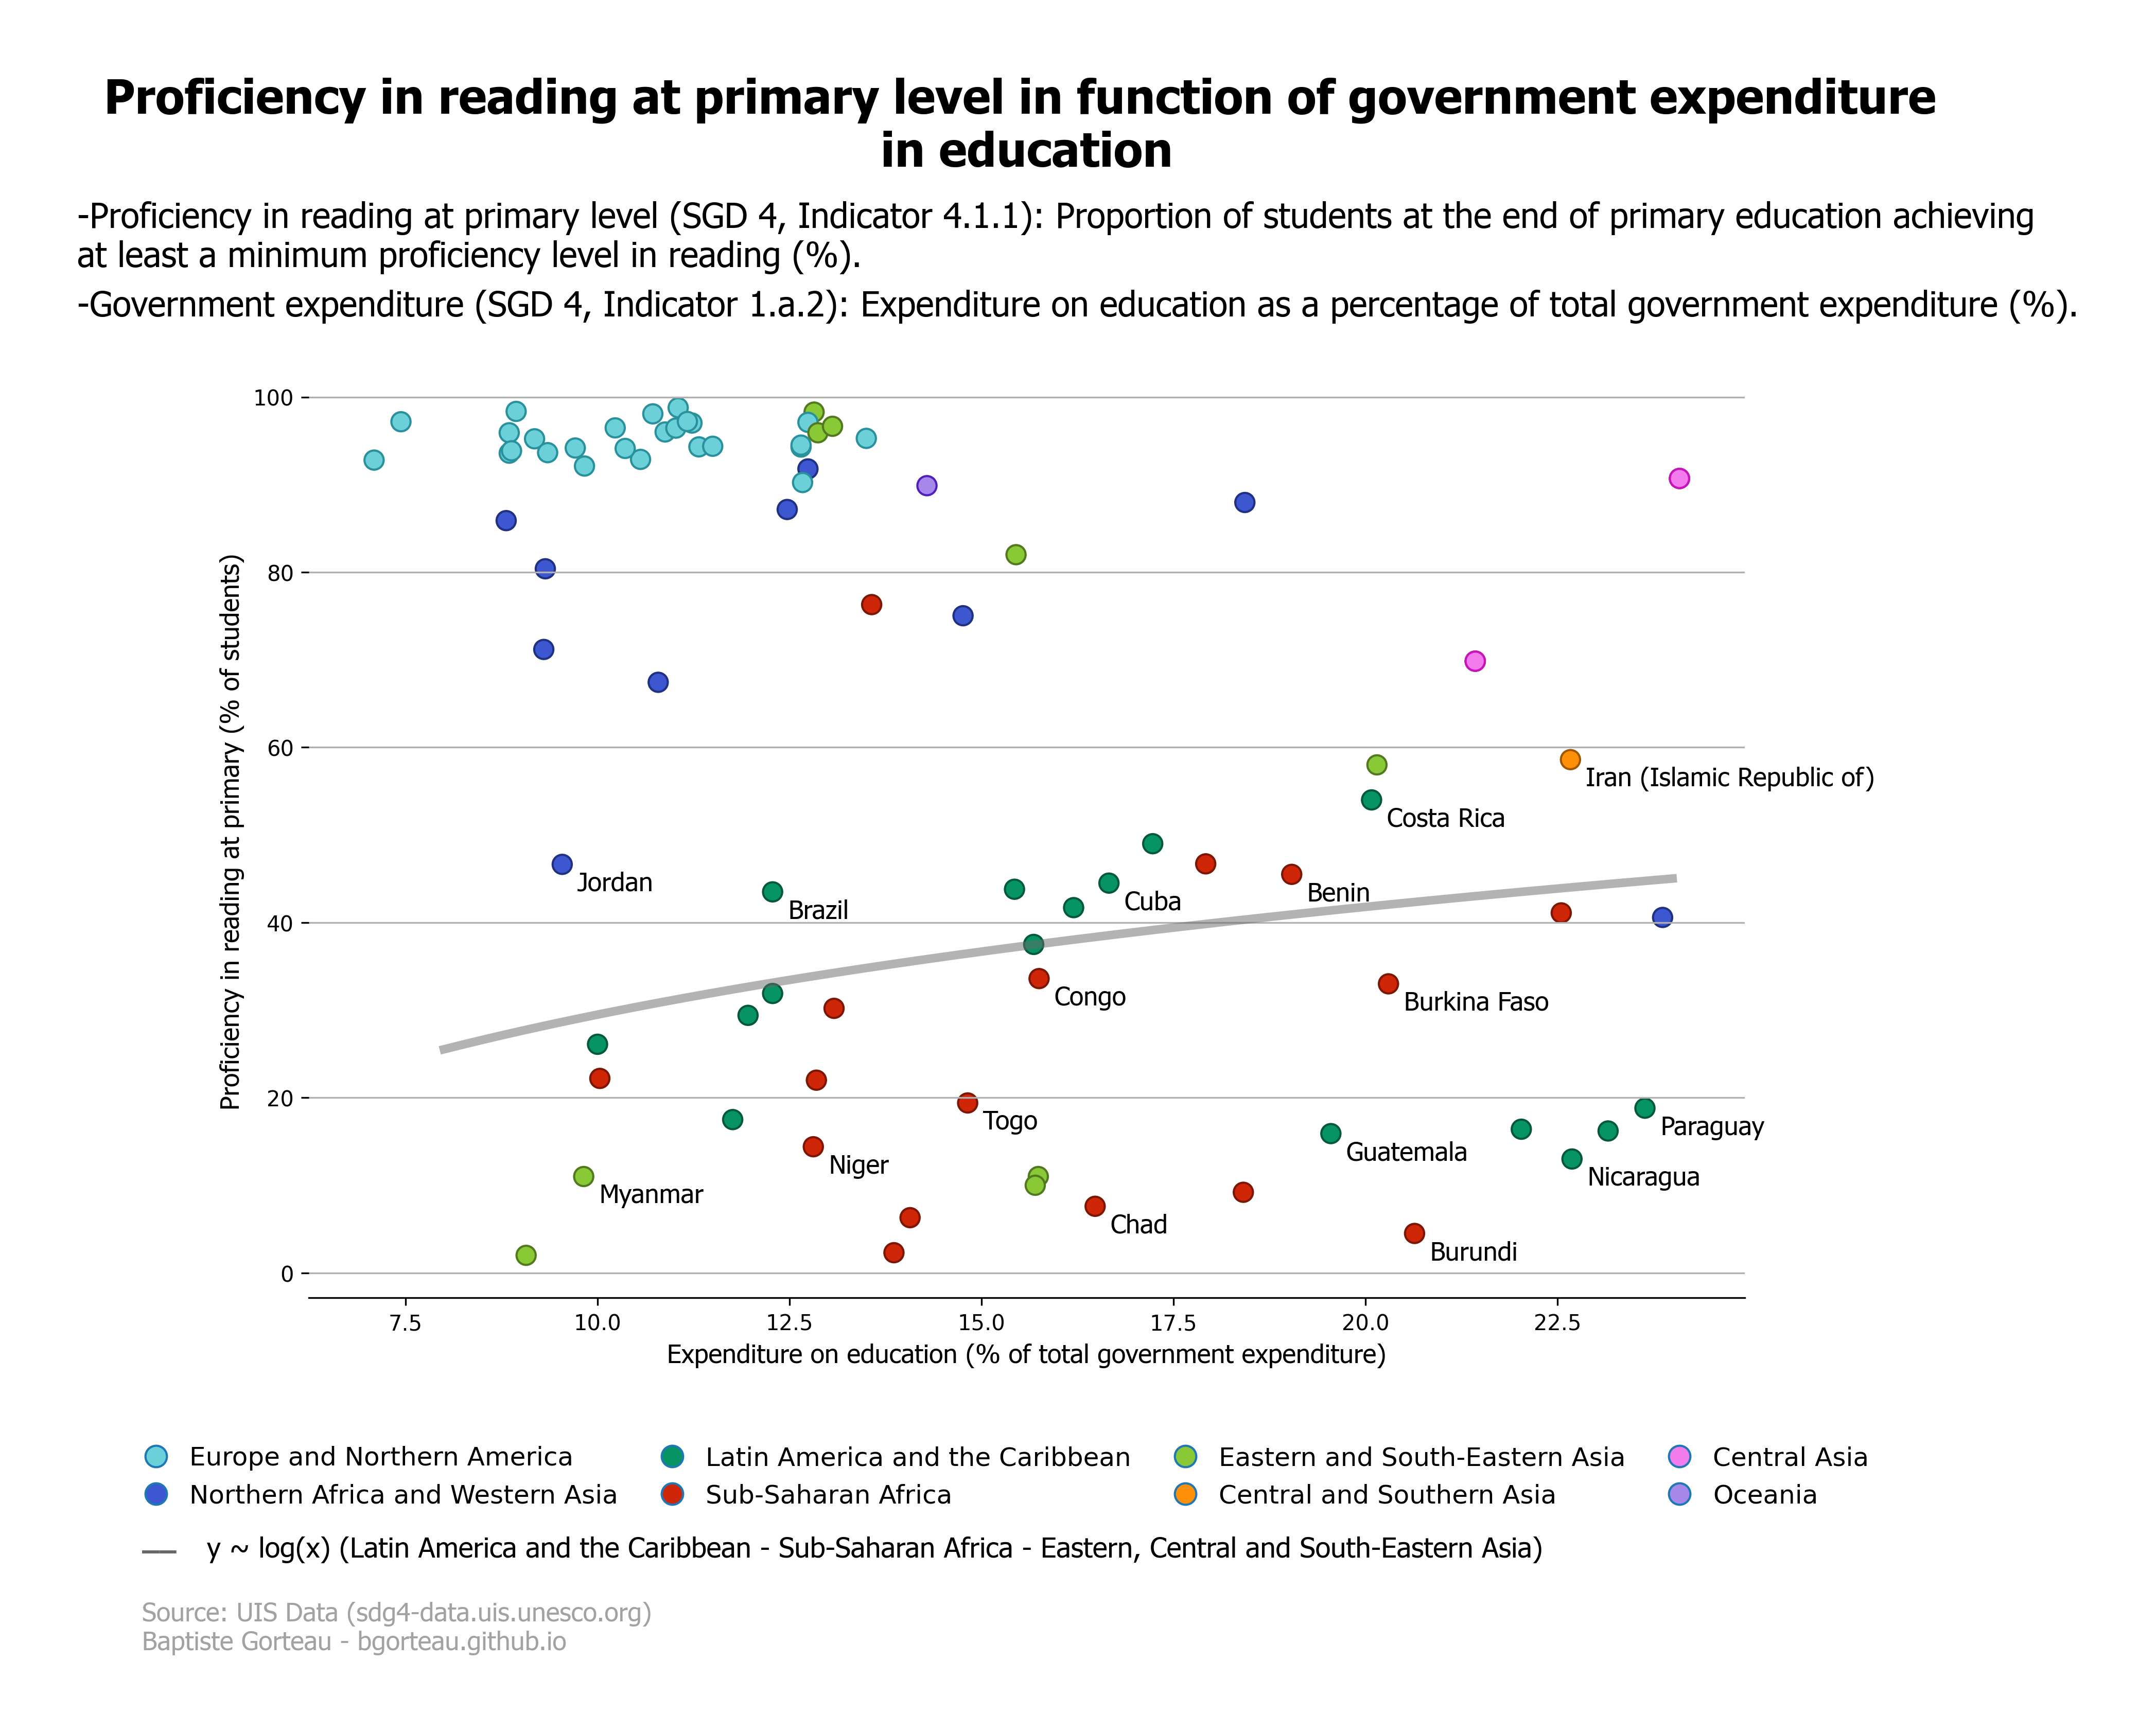 Proficiency in reading at primary level in function of government expenditure
in education
-Proficiency in reading at primary level (SGD 4, Indicator 4.1.1): Proportion of students at the end of primary education achieving
at least a minimum proficiency level in reading (%).
-Government expenditure (SGD 4, Indicator 1.a.2): Expenditure on education as a percentage of total government expenditure (%).
Proficiency in reading at primary (% of students)
100
80
60
40
20
0
Iran (Islamic Republic of)
Costa Rica
Jordan
Benin
Cuba
Brazil
Congo
Burkina Faso
Togo
Paraguay
Guatemala
Niger
Nicaragua
Myanmar
Chad
Burundi
7.5 10.0 12.5 15.0 17.5 20.0 22.5
Expenditure on education (% of total government expenditure)
Europe and Northern America Latin America and the Caribbean Eastern and South-Eastern Asia Central Asia
Northern Africa and Western Asia Sub-Saharan Africa Central and Southern Asia Oceania
y ~ log(x) (Latin America and the Caribbean - Sub-Saharan Africa - Eastern, Central and South-Eastern Asia)
Source: UIS Data (sdg4-data.uis.unesco.org)
Baptiste Gorteau - bgorteau.github.io